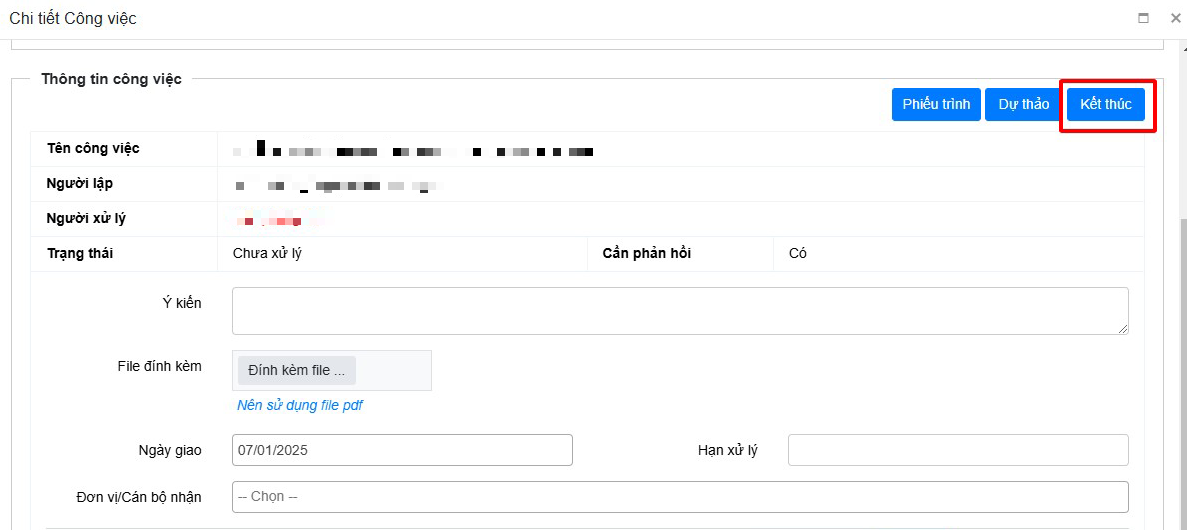 Chi tiết Công việc
Thông tin công việc
Phiếu trình Dự thảo Kết thúc
Tên công việc
Người lập
Người xử lý
Trạng thái Chưa xử lý Cần phản hồi Có
Ý kiến
File đính kèm Đính kèm file ...
Nên sử dụng file pdf
Ngày giao 07/01/2025 Hạn xử lý
Đơn vị/Cán bộ nhận -- Chọn --